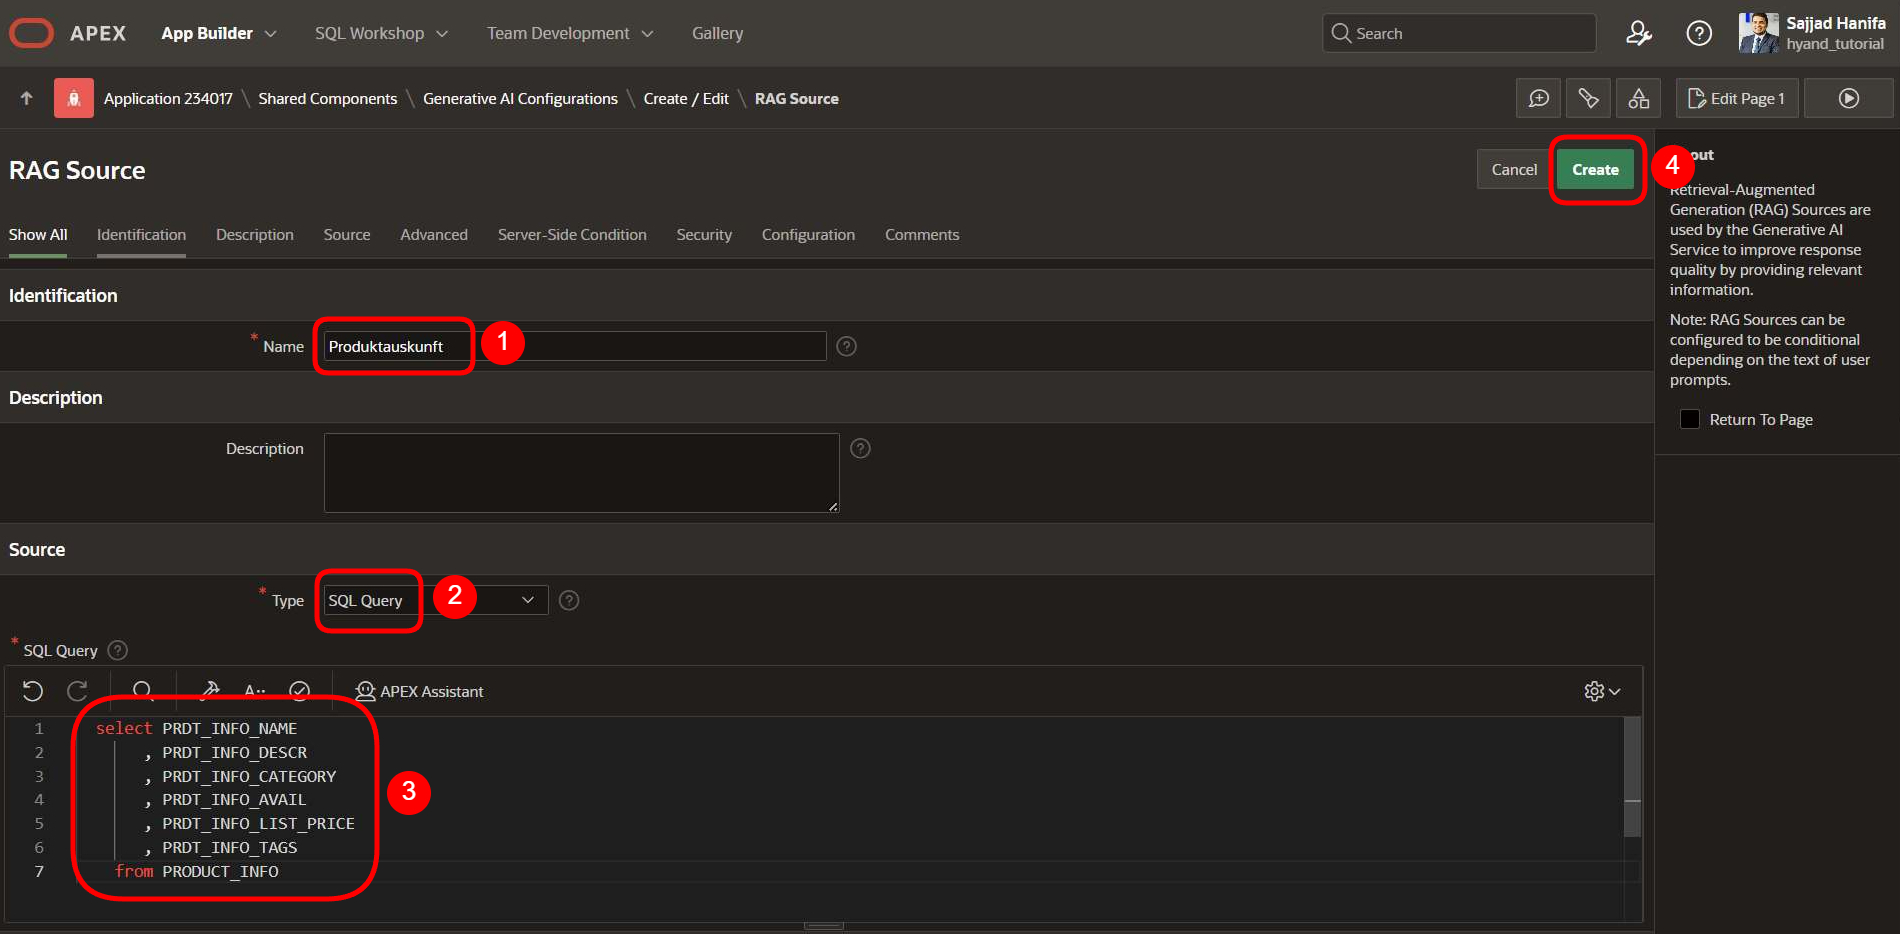 APEX App Builder SQL Workshop Team Development Gallery Search Sajjad Hanifa
hyand_tutorial
Application 234017 \ Shared Components \ Generative AI Configurations \ Create / Edit \ RAG Source Edit Page 1
RAG Source
Cancel Create 4
Show All Identification Description Source Advanced Server-Side Condition Security Configuration Comments
Identification
* Name Produktauskunft 1 ?
Description
Description ?
Source
* Type SQL Query 2 ?
* SQL Query ?
A·· APEX Assistant
1 select PRDT_INFO_NAME
2 , PRDT_INFO_DESCR
3 , PRDT_INFO_CATEGORY
3
4 , PRDT_INFO_AVAIL
5 , PRDT_INFO_LIST_PRICE
6 , PRDT_INFO_TAGS
7 from PRODUCT_INFO
out
Retrieval-Augmented
Generation (RAG) Sources are
used by the Generative AI
Service to improve response
quality by providing relevant
information.
Note: RAG Sources can be
configured to be conditional
depending on the text of user
prompts.
Return To Page